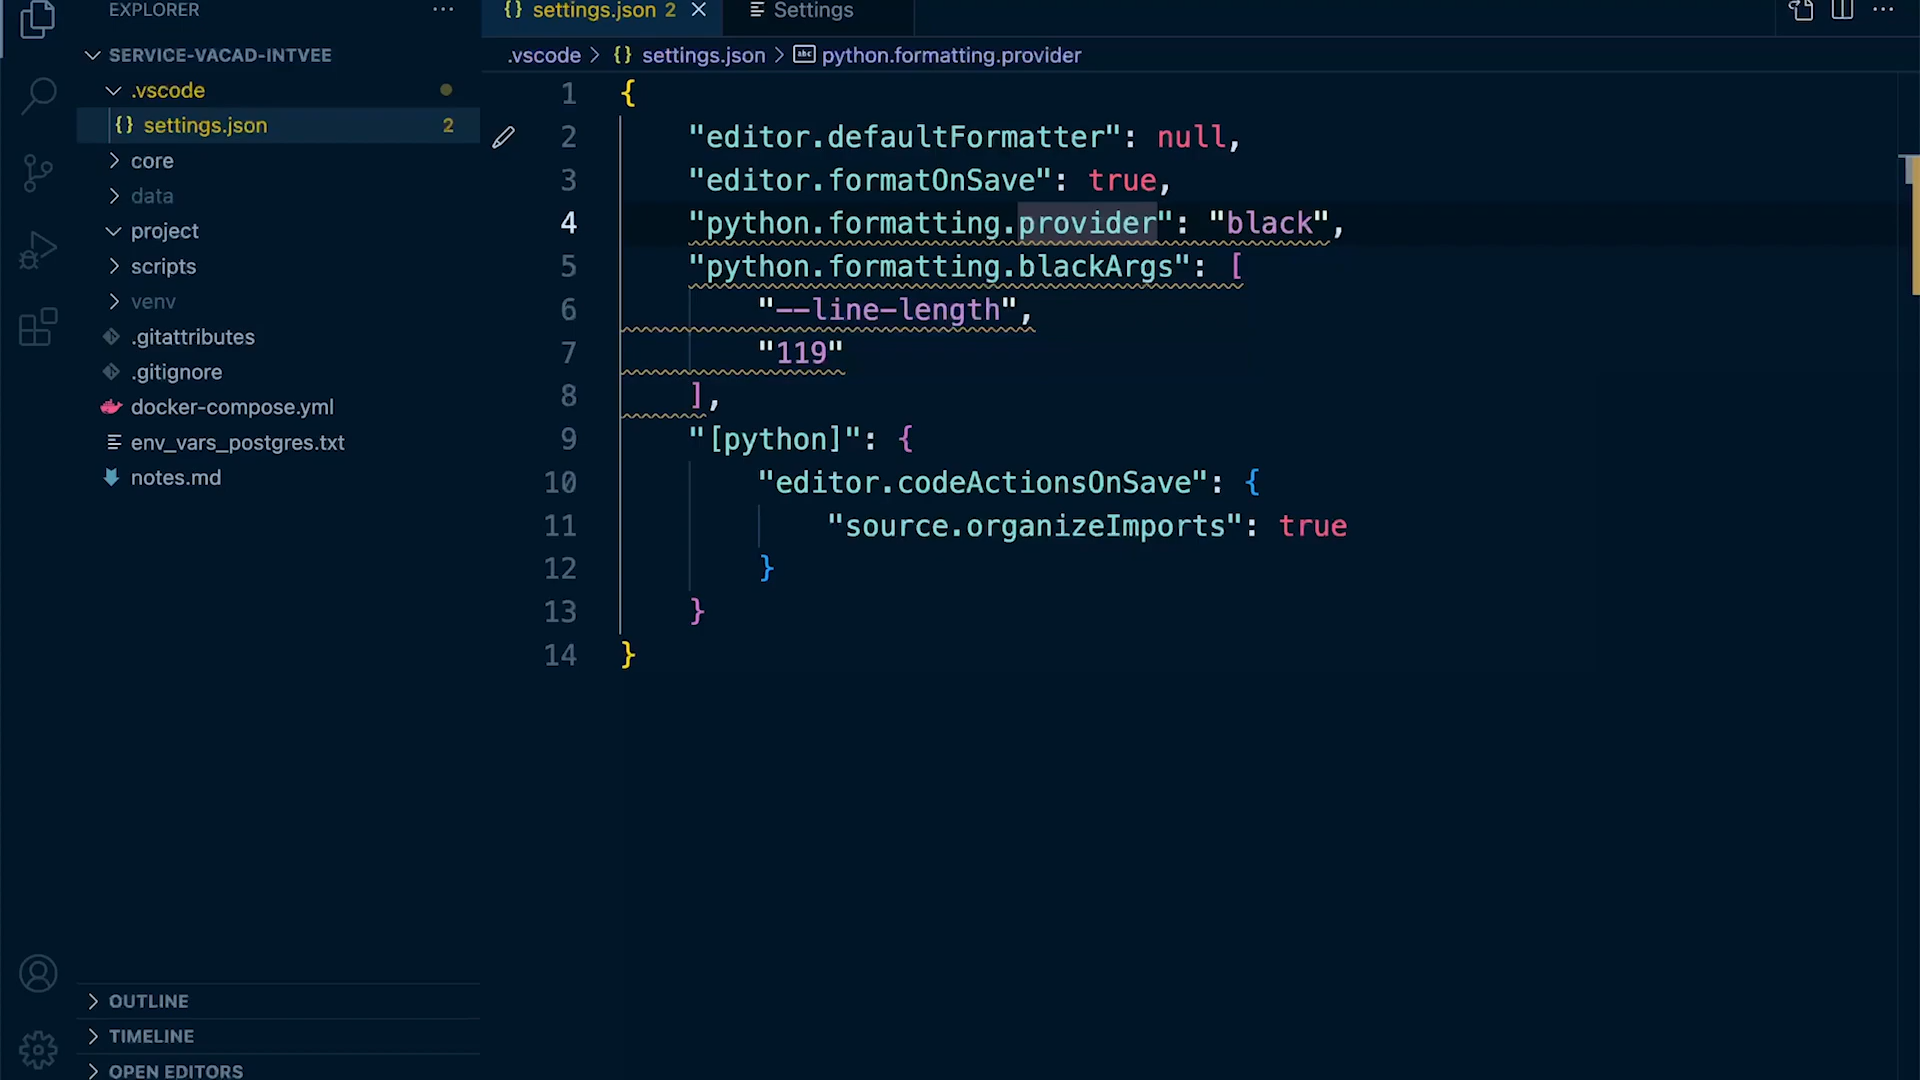 EXPLORER
SERVICE-VACAD-INTVEE
.vscode
{} settings.json 2
core
data
project
scripts
venv
.gitattributes
.gitignore
docker-compose.yml
env_vars_postgres.txt
notes.md
OUTLINE
TIMELINE
OPEN EDITORS
{} settings.json 2
Settings
.vscode > {} settings.json > abc python.formatting.provider
1 {
2 "editor.defaultFormatter": null,
3 "editor.formatOnSave": true,
4 "python.formatting.provider": "black",
5 "python.formatting.blackArgs": [
6 "--line-length",
7 "119"
8 ],
9 "[python]": {
10 "editor.codeActionsOnSave": {
11 "source.organizeImports": true
12 }
13 }
14 }